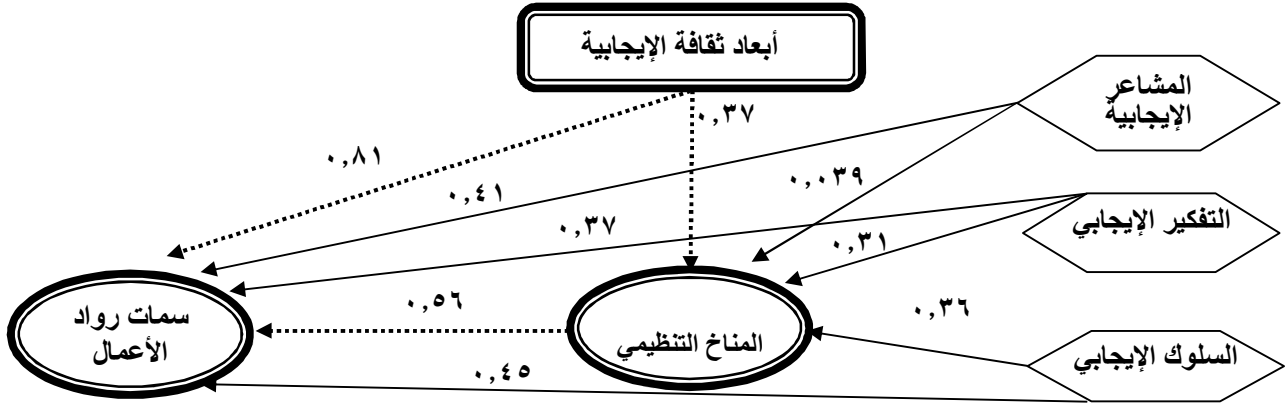 أبعاد ثقافة الإيجابية
المشاعر
الإيجابية
٠,٣٧
٠,٨١
٠,٤١
٠,٠٣٩
٠,٣٧
٠,٣١
التفكير الإيجابي
سمات رواد
الأعمال
٠,٥٦
المناخ التنظيمي
٠,٣٦
السلوك الإيجابي
٠,٤٥